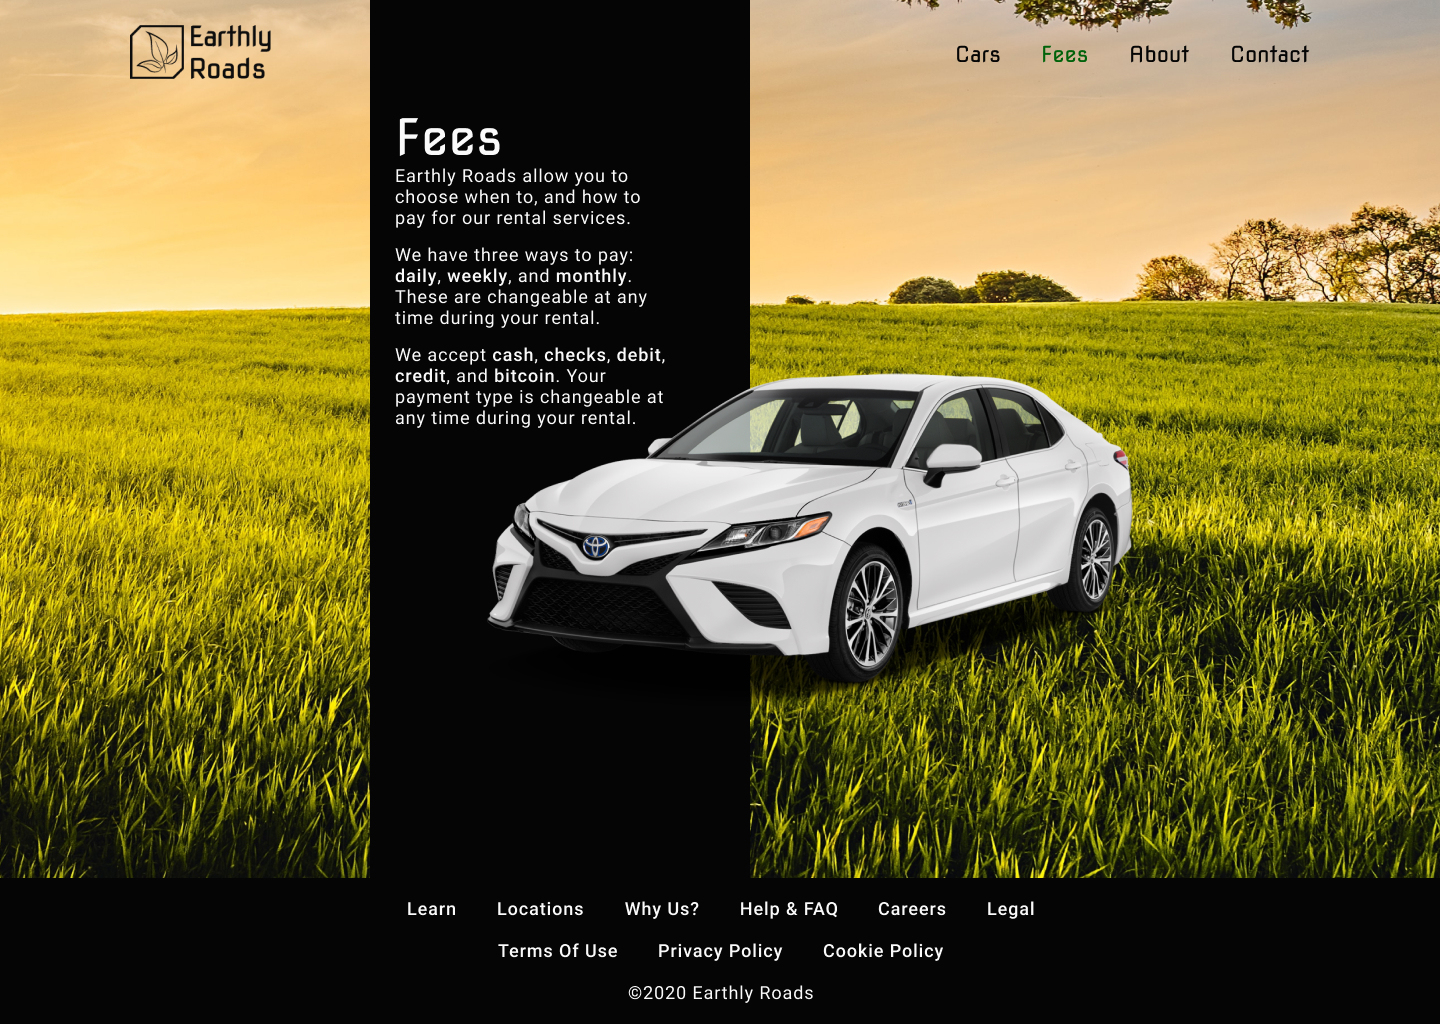 Earthly
Roads
Cars Fees About Contact
Fees
Earthly Roads allow you to
choose when to, and how to
pay for our rental services.
We have three ways to pay:
daily, weekly, and monthly.
These are changeable at any
time during your rental.
We accept cash, checks, debit,
credit, and bitcoin. Your
payment type is changeable at
any time during your rental.
Learn Locations Why Us? Help & FAQ Careers Legal
Terms Of Use Privacy Policy Cookie Policy
©2020 Earthly Roads